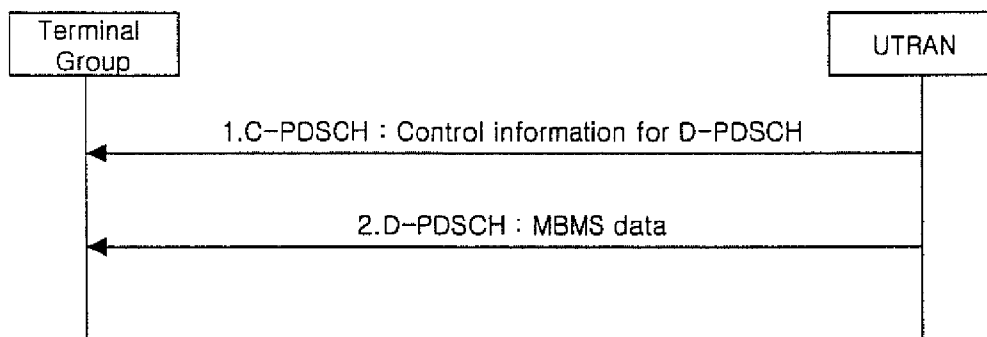 Terminal
Group
UTRAN
1.C-PDSCH : Control information for D-PDSCH
2.D-PDSCH : MBMS data